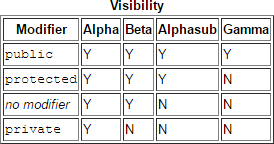 Visibility
Modifier Alpha Beta Alphasub Gamma
public Y Y Y Y
protected Y Y Y N
no modifier Y Y N N
private Y N N N